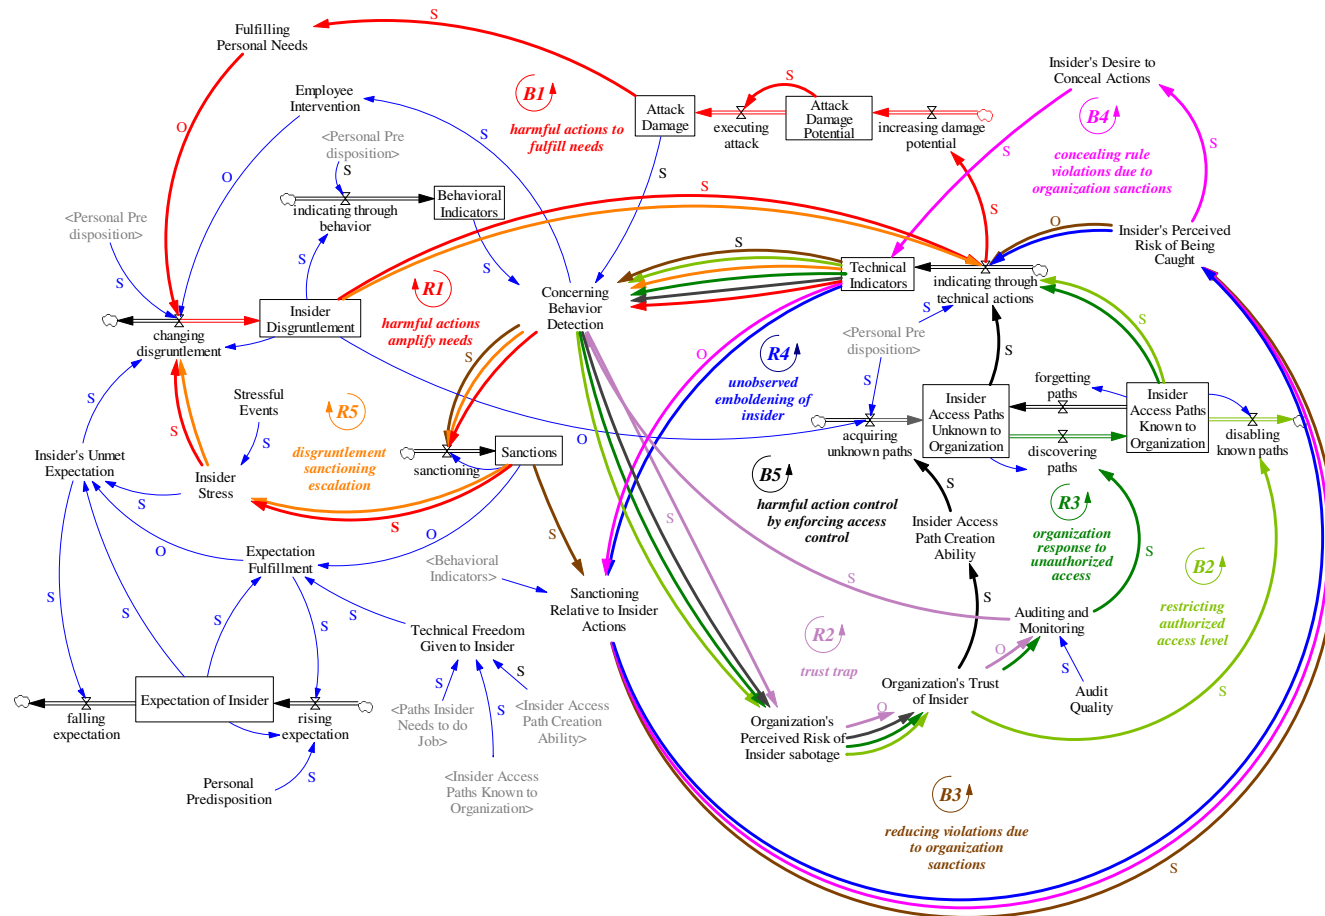 S
Fulfilling
Personal Needs
Insider's Desire to
Conceal Actions
S
Employee
Intervention
B1
harmful actions to
fulfill needs
Attack
Damage
executing
attack
Attack
Damage
Potential
increasing damage
potential
B4
concealing rule
violations due to
organization sanctions
S
S
O
<Personal Pre
disposition>
S
S
S
S
O
indicating through
behavior
Behavioral
Indicators
S
S
O
<Personal Pre
disposition>
S
S
S
S
Insider's Perceived
Risk of Being
Caught
Technical
Indicators
indicating through
technical actions
Concerning
Behavior
Detection
R1
harmful actions
amplify needs
Insider
Disgruntlement
changing
disgruntlement
S
S
<Personal Pre
disposition>
S
S
O
R4
unobserved
emboldening of
insider
S
S
S
Stressful
Events
R5
disgruntlement
sanctioning
escalation
forgetting
paths
Insider
Access Paths
Unknown to
Organization
Insider
Access Paths
Known to
Organization
acquiring
unknown paths
discovering
paths
disabling
known paths
O
S
S
Insider's Unmet
Expectation
Insider
Stress
sanctioning
Sanctions
S
S
S
O
O
S
S
B5
harmful action control
by enforcing access
control
S
R3
organization
response to
unauthorized
access
Insider Access
Path Creation
Ability
S
S
B2
restricting
authorized
access level
Expectation
Fulfillment
<Behavioral
Indicators>
S
S
Sanctioning
Relative to Insider
Actions
S
S
S
S
S
Technical Freedom
Given to Insider
R2
trust trap
Auditing and
Monitoring
O
S
Audit
Quality
S
S
S
S
Organization's Trust
of Insider
O
Expectation of Insider
falling
expectation
rising
expectation
<Paths Insider
Needs to do
Job>
<Insider Access
Path Creation
Ability>
Organization's
Perceived Risk of
Insider sabotage
S
Personal
Predisposition
<Insider Access
Paths Known to
Organization>
B3
reducing violations due
to organization
sanctions
S